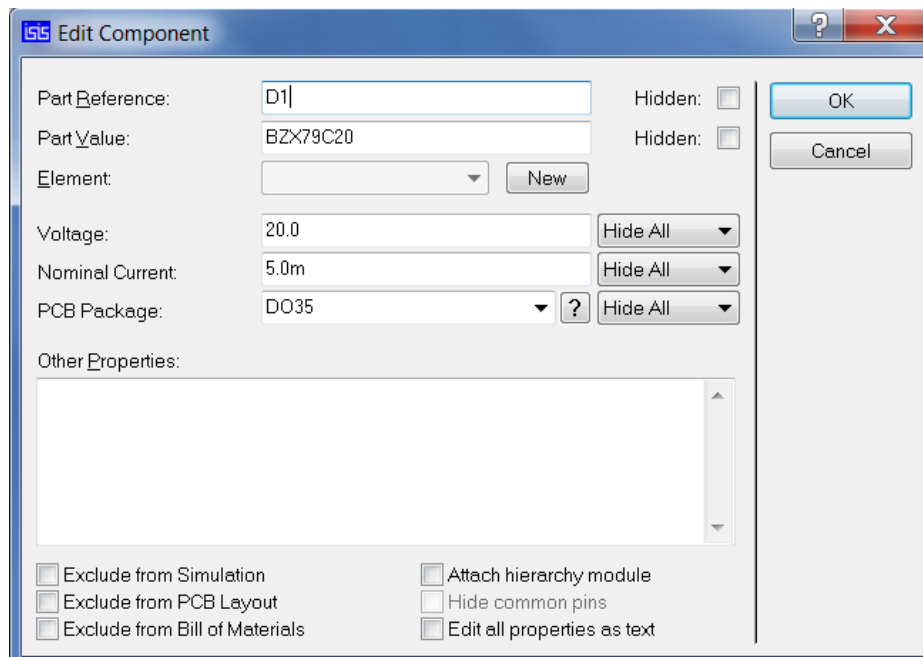 isis Edit Component ? X
Part Reference: D1 Hidden: OK
Part Value: BZX79C20 Hidden: Cancel
Element: New
Voltage: 20.0 Hide All
Nominal Current: 5.0m Hide All
PCB Package: DO35 ? Hide All
Other Properties:
Exclude from Simulation Attach hierarchy module
Exclude from PCB Layout Hide common pins
Exclude from Bill of Materials Edit all properties as text